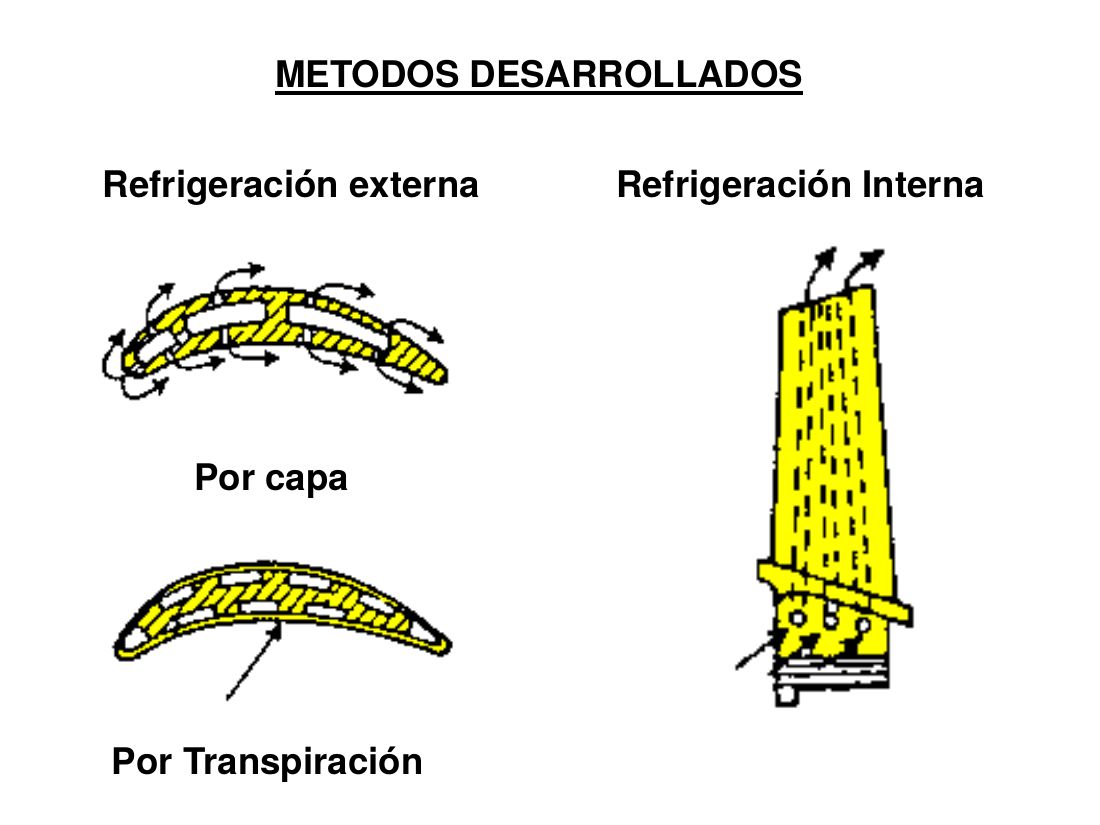 METODOS DESARROLLADOS
Refrigeración externa
Refrigeración Interna
Por capa
Por Transpiración